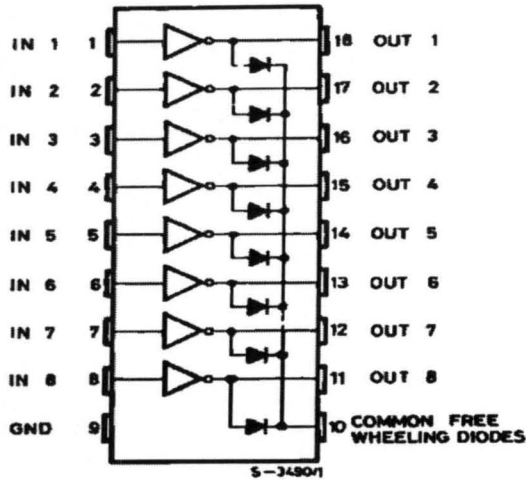 IN 1 1 18 OUT 1
IN 2 2 17 OUT 2
IN 3 3 16 OUT 3
IN 4 4 15 OUT 4
IN 5 5 14 OUT 5
IN 6 6 13 OUT 6
IN 7 7 12 OUT 7
IN 8 8 11 OUT 8
GND 9 10 COMMON FREE
WHEELING DIODES
S-3490/1